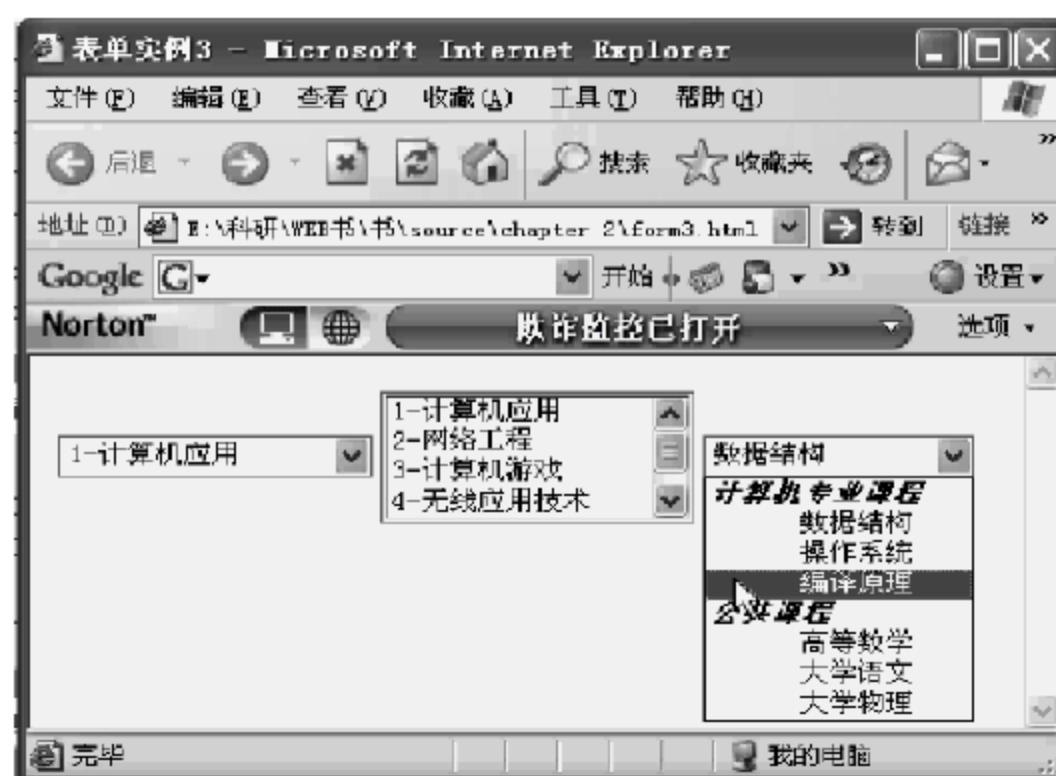 表单实例3 - Microsoft Internet Explorer
文件(F) 编辑(E) 查看(V) 收藏(A) 工具(T) 帮助(H)
后退 搜索 收藏夹 »
地址(D) E:\科研\WEB书\书\source\chapter 2\form3.html 转到 链接 »
Google G 开始 » 设置
Norton™ 欺诈监控已打开 选项
1-计算机应用
1-计算机应用
2-网络工程
3-计算机游戏
4-无线应用技术
数据结构
计算机专业课程
数据结构
操作系统
编译原理
公共课程
高等数学
大学语文
大学物理
完毕 我的电脑